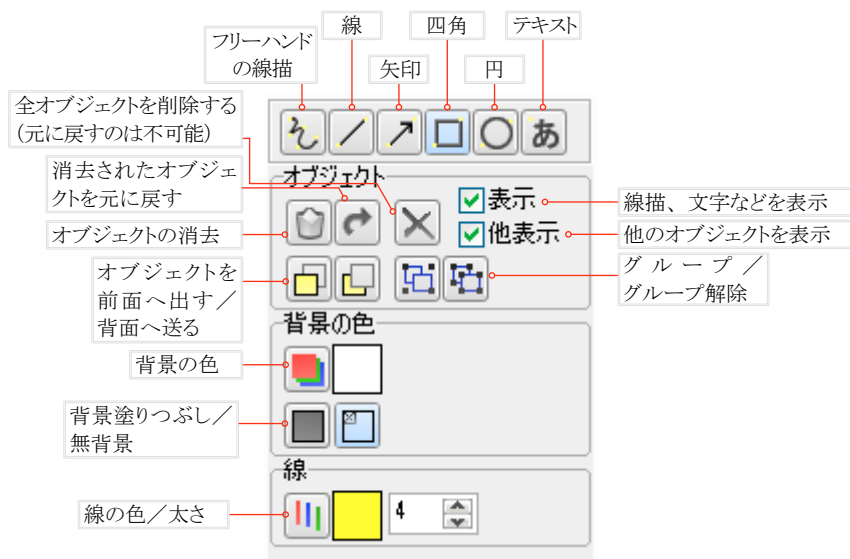 線
四角
テキスト
フリーハンド
の線描
矢印
円
全オブジェクトを削除する
(元に戻すのは不可能)
あ
消去されたオブジェ
クトを元に戻す
オブジェクト
表示
線描、文字などを表示
オブジェクトの消去
他表示
他のオブジェクトを表示
オブジェクトを
前面へ出す/
背面へ送る
グループ/
グループ解除
背景の色
背景の色
背景塗りつぶし/
無背景
線
線の色/太さ
4